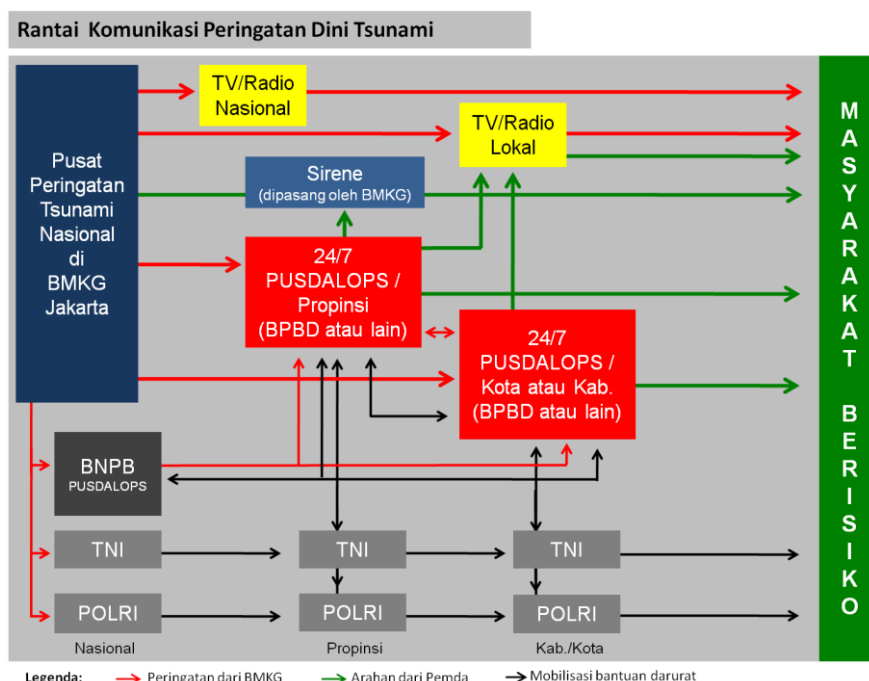 Rantai Komunikasi Peringatan Dini Tsunami
Pusat
Peringatan
Tsunami
Nasional
di
BMKG
Jakarta
TV/Radio
Nasional
TV/Radio
Lokal
Sirene
(dipasang oleh BMKG)
24/7
PUSDALOPS /
Propinsi
(BPBD atau lain)
24/7
PUSDALOPS /
Kota atau Kab.
(BPBD atau lain)
BNPB
PUSDALOPS
TNI
TNI
TNI
POLRI
POLRI
POLRI
Nasional
Propinsi
Kab./Kota
MASYARAKAT BERISIKO
Legenda:
Peringatan dari BMKG
Arahan dari Pemda
Mobilisasi bantuan darurat